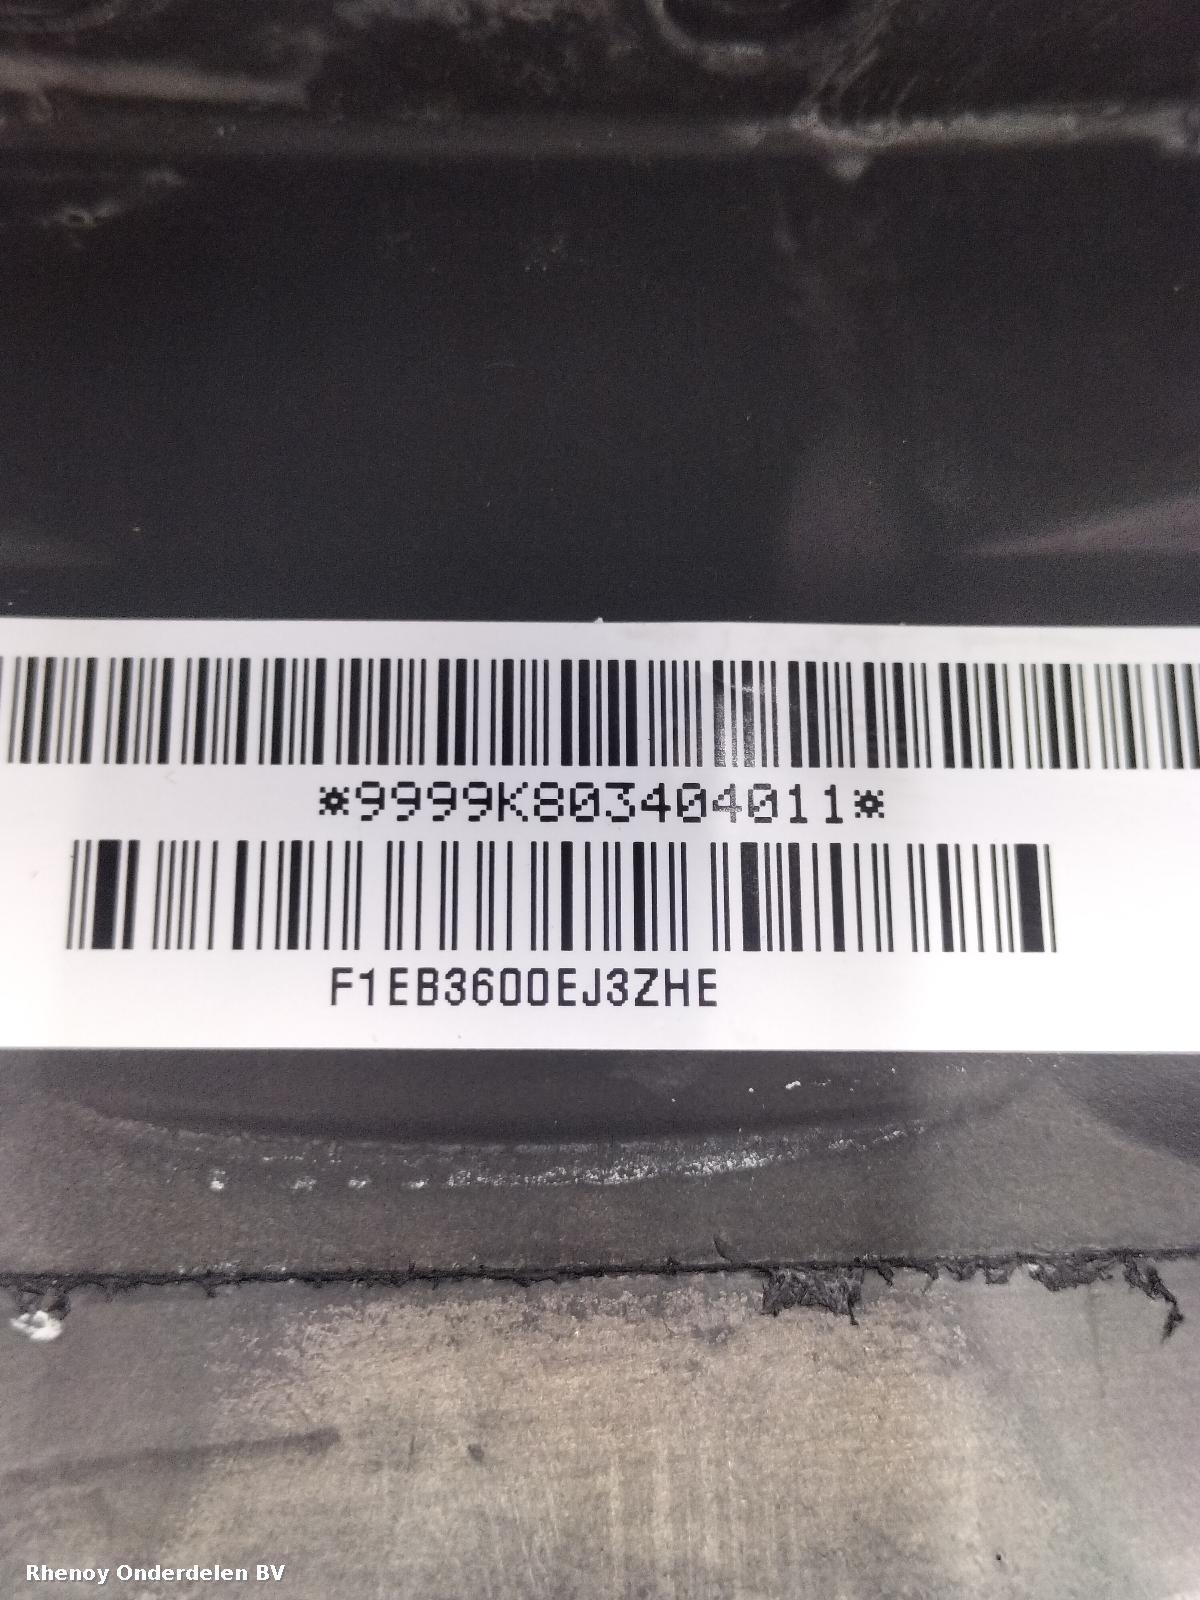 *9999K803404011*
F1EB3600EJ3ZHE
Rhenoy Onderdelen BV